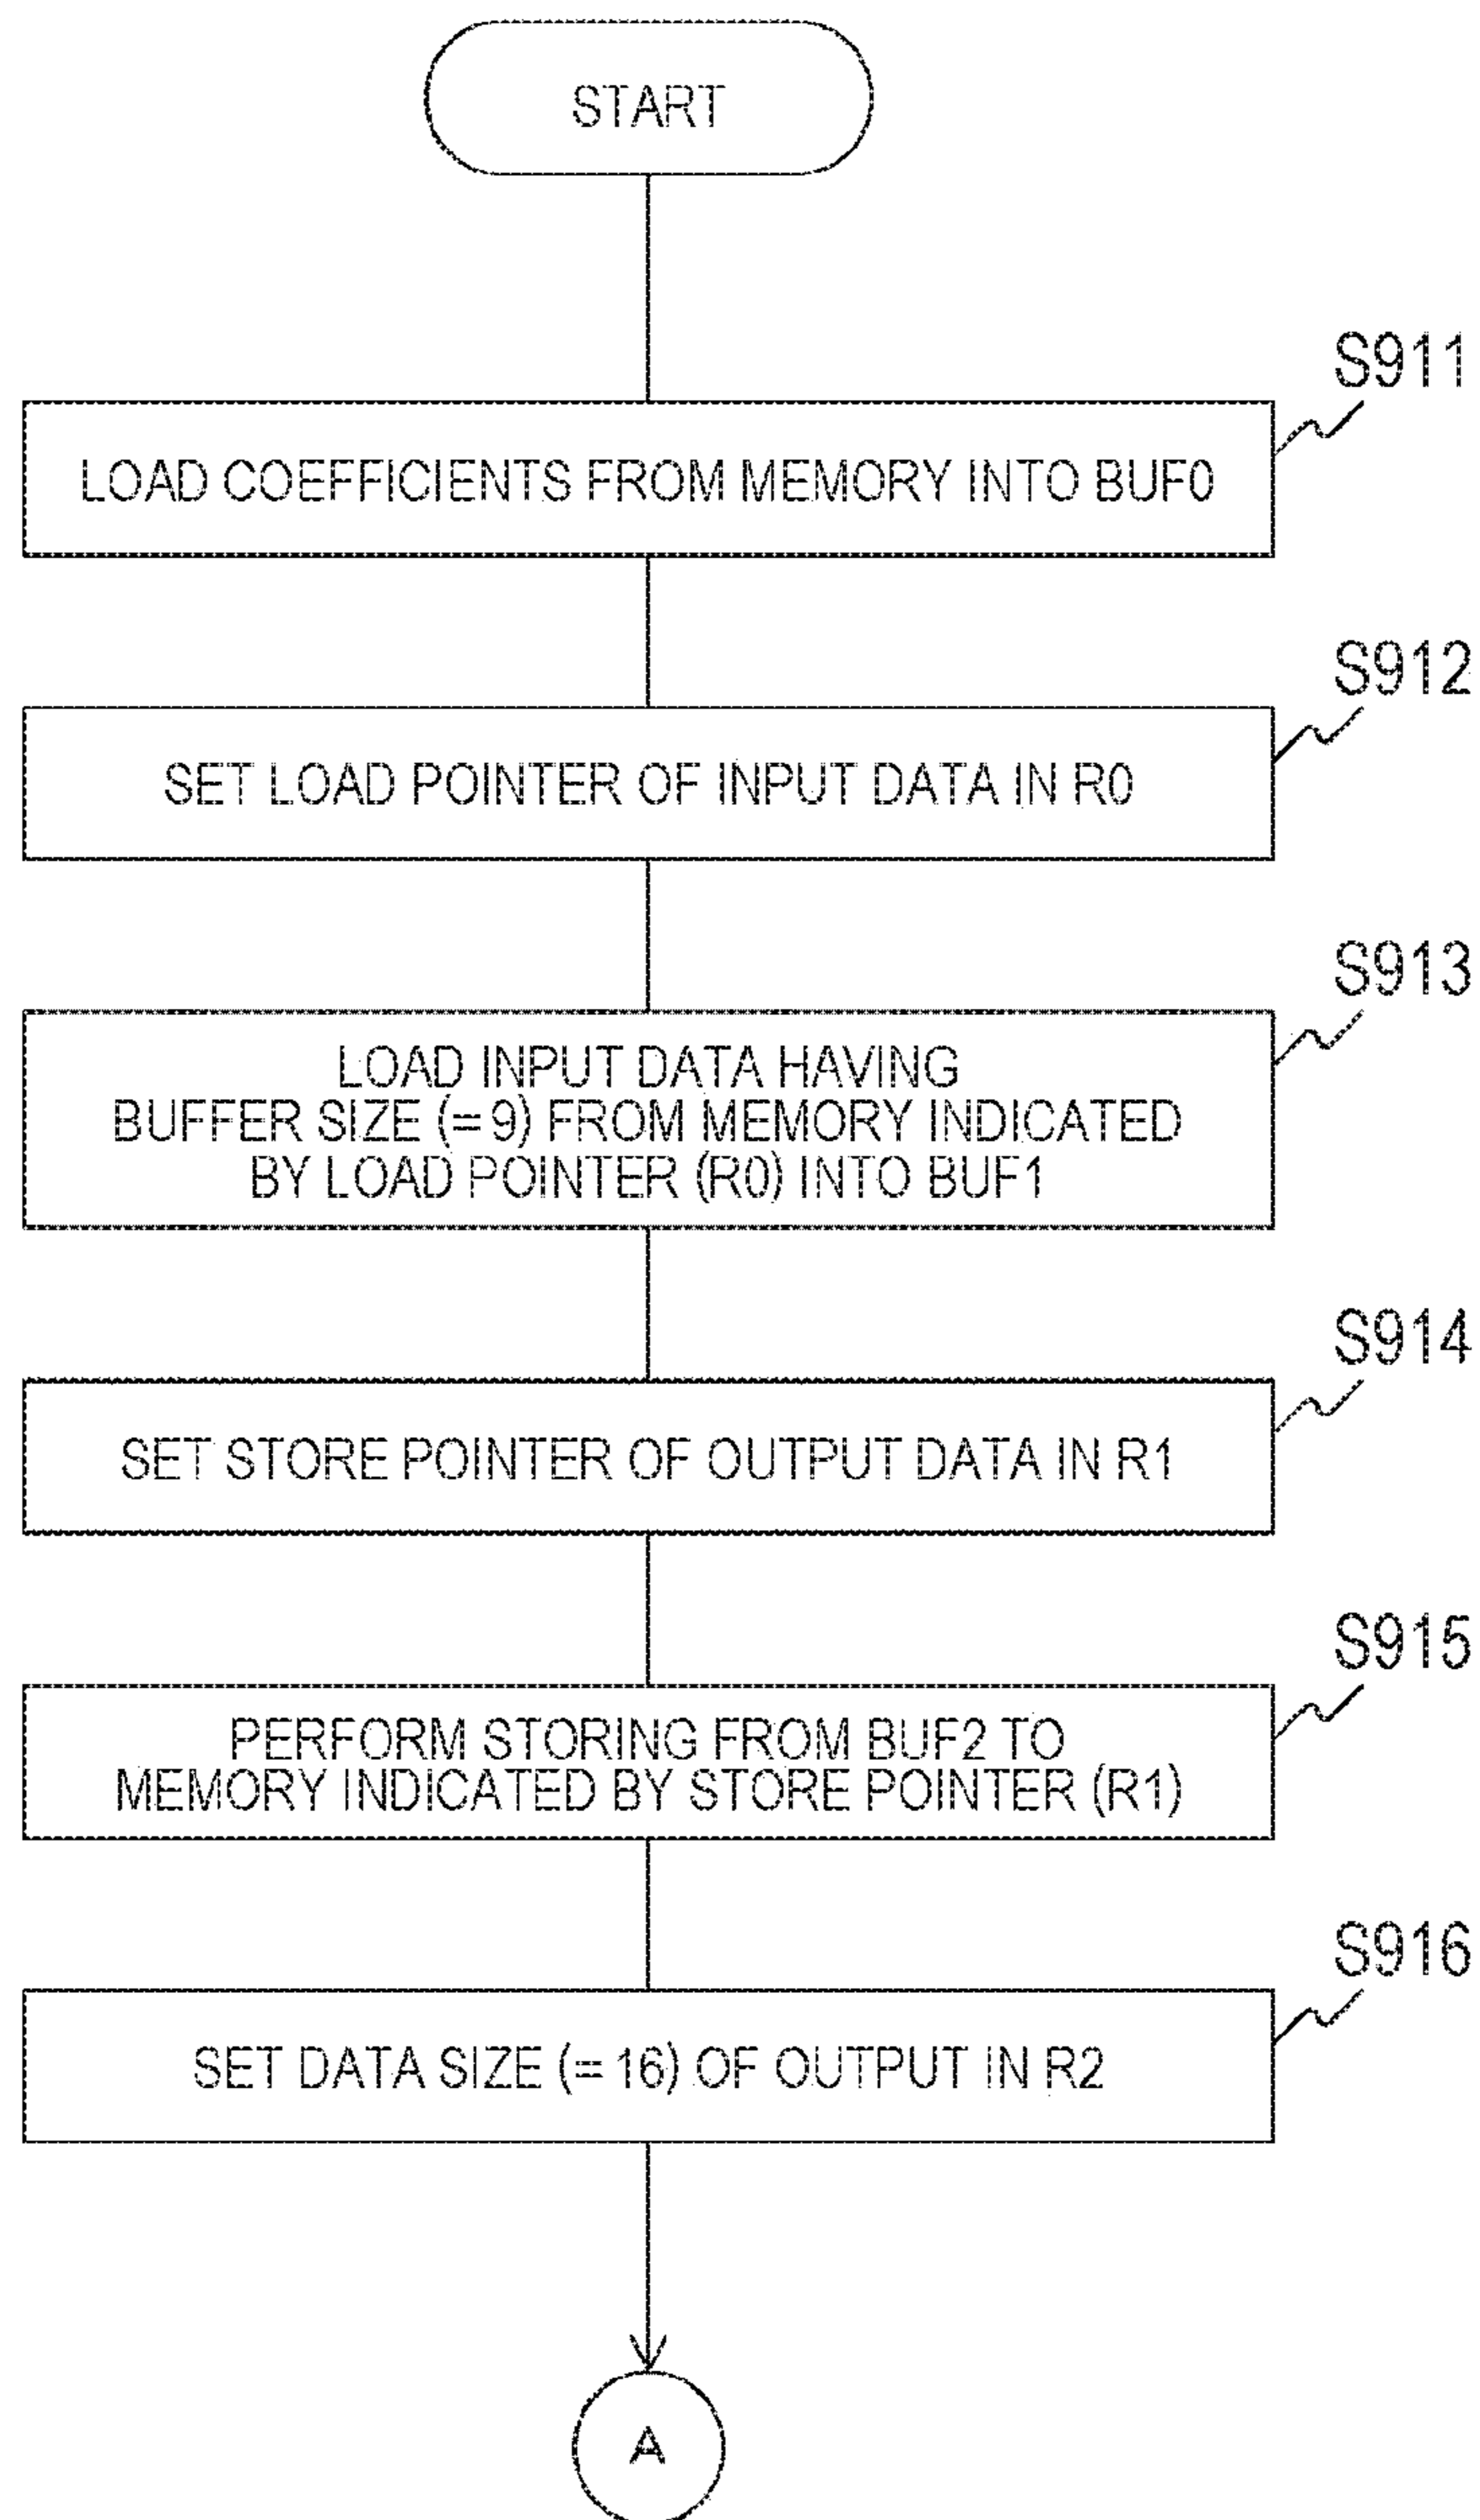 START
S911
LOAD COEFFICIENTS FROM MEMORY INTO BUF0
S912
SET LOAD POINTER OF INPUT DATA IN R0
S913
LOAD INPUT DATA HAVING
BUFFER SIZE (= 9) FROM MEMORY INDICATED
BY LOAD POINTER (R0) INTO BUF1
S914
SET STORE POINTER OF OUTPUT DATA IN R1
S915
PERFORM STORING FROM BUF2 TO
MEMORY INDICATED BY STORE POINTER (R1)
S916
SET DATA SIZE (= 16) OF OUTPUT IN R2
A